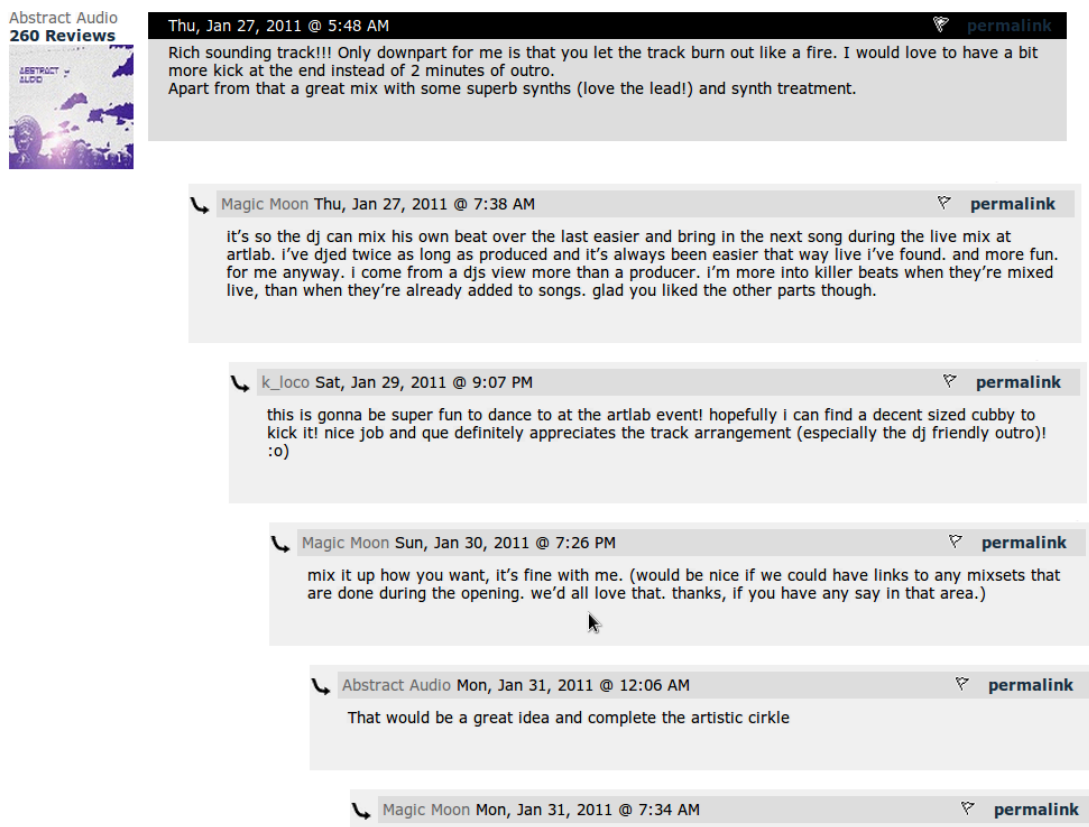 Abstract Audio
260 Reviews
ABSTRACT
AUDIO
Thu, Jan 27, 2011 @ 5:48 AM permalink
Rich sounding track!!! Only downpart for me is that you let the track burn out like a fire. I would love to have a bit
more kick at the end instead of 2 minutes of outro.
Apart from that a great mix with some superb synths (love the lead!) and synth treatment.
Magic Moon Thu, Jan 27, 2011 @ 7:38 AM permalink
it's so the dj can mix his own beat over the last easier and bring in the next song during the live mix at
artlab. i've djed twice as long as produced and it's always been easier that way live i've found. and more fun.
for me anyway. i come from a djs view more than a producer. i'm more into killer beats when they're mixed
live, than when they're already added to songs. glad you liked the other parts though.
k_loco Sat, Jan 29, 2011 @ 9:07 PM permalink
this is gonna be super fun to dance to at the artlab event! hopefully i can find a decent sized cubby to
kick it! nice job and que definitely appreciates the track arrangement (especially the dj friendly outro)!
:o)
Magic Moon Sun, Jan 30, 2011 @ 7:26 PM permalink
mix it up how you want, it's fine with me. (would be nice if we could have links to any mixsets that
are done during the opening. we'd all love that. thanks, if you have any say in that area.)
Abstract Audio Mon, Jan 31, 2011 @ 12:06 AM permalink
That would be a great idea and complete the artistic cirkle
Magic Moon Mon, Jan 31, 2011 @ 7:34 AM permalink